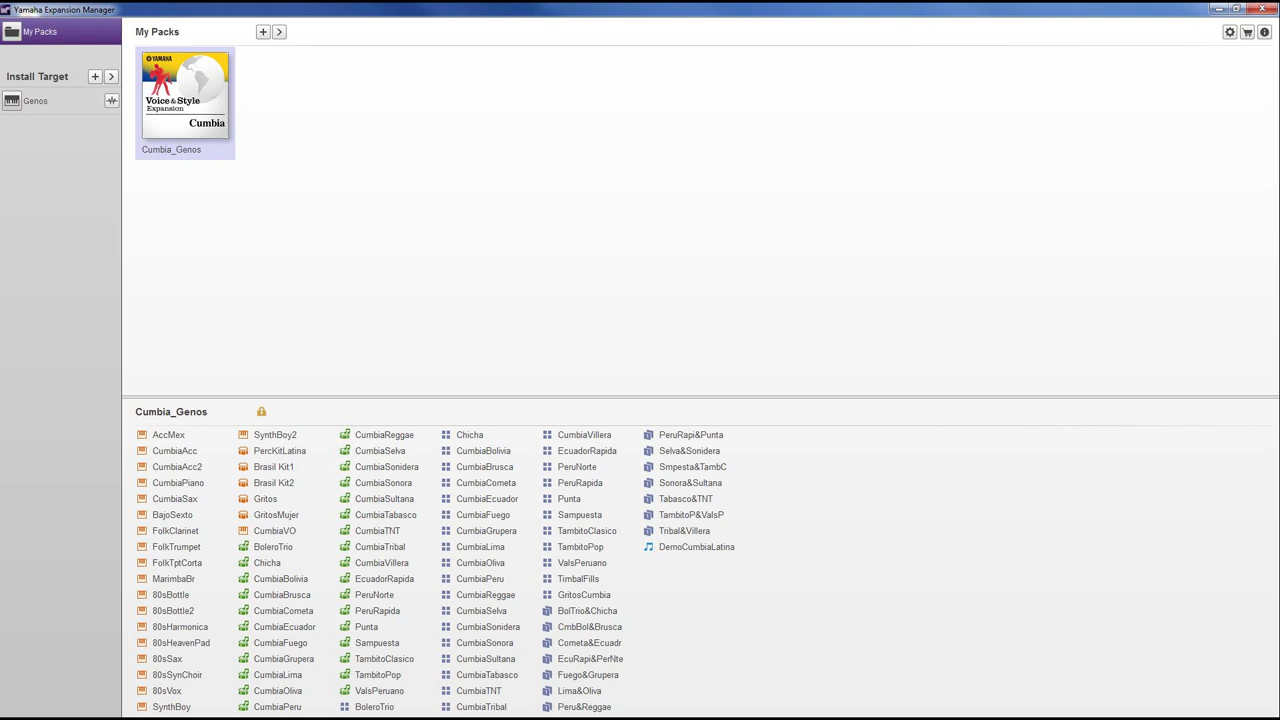 Yamaha Expansion Manager
My Packs
My Packs
Install Target
Genos
YAMAHA
Voice & Style
Expansion
Cumbia
Cumbia_Genos
Cumbia_Genos
AccMex
CumbiaAcc
CumbiaAcc2
CumbiaPiano
CumbiaSax
BajoSexto
FolkClarinet
FolkTrumpet
FolkTptCorta
MarimbaBr
80sBottle
80sBottle2
80sHarmonica
80sHeavenPad
80sSax
80sSynChoir
80sVox
SynthBoy
SynthBoy2
PercKitLatina
Brasil Kit1
Brasil Kit2
Gritos
GritosMujer
CumbiaVO
BoleroTrio
Chicha
CumbiaBolivia
CumbiaBrusca
CumbiaCometa
CumbiaEcuador
CumbiaFuego
CumbiaGrupera
CumbiaLima
CumbiaOliva
CumbiaPeru
CumbiaReggae
CumbiaSelva
CumbiaSonidera
CumbiaSonora
CumbiaSultana
CumbiaTabasco
CumbiaTNT
CumbiaTribal
CumbiaVillera
EcuadorRapida
PeruNorte
PeruRapida
Punta
Sampuesta
TambitoClasico
TambitoPop
ValsPeruano
BoleroTrio
Chicha
CumbiaBolivia
CumbiaBrusca
CumbiaCometa
CumbiaEcuador
CumbiaFuego
CumbiaGrupera
CumbiaLima
CumbiaOliva
CumbiaPeru
CumbiaReggae
CumbiaSelva
CumbiaSonidera
CumbiaSonora
CumbiaSultana
CumbiaTabasco
CumbiaTNT
CumbiaTribal
CumbiaVillera
EcuadorRapida
PeruNorte
PeruRapida
Punta
Sampuesta
TambitoClasico
TambitoPop
ValsPeruano
TimbalFills
GritosCumbia
BolTrio&Chicha
CmbBol&Brusca
Cometa&Ecuadr
EcuRapi&PerNte
Fuego&Grupera
Lima&Oliva
Peru&Reggae
PeruRapi&Punta
Selva&Sonidera
Smpesta&TambC
Sonora&Sultana
Tabasco&TNT
TambitoP&ValsP
Tribal&Villera
DemoCumbiaLatina